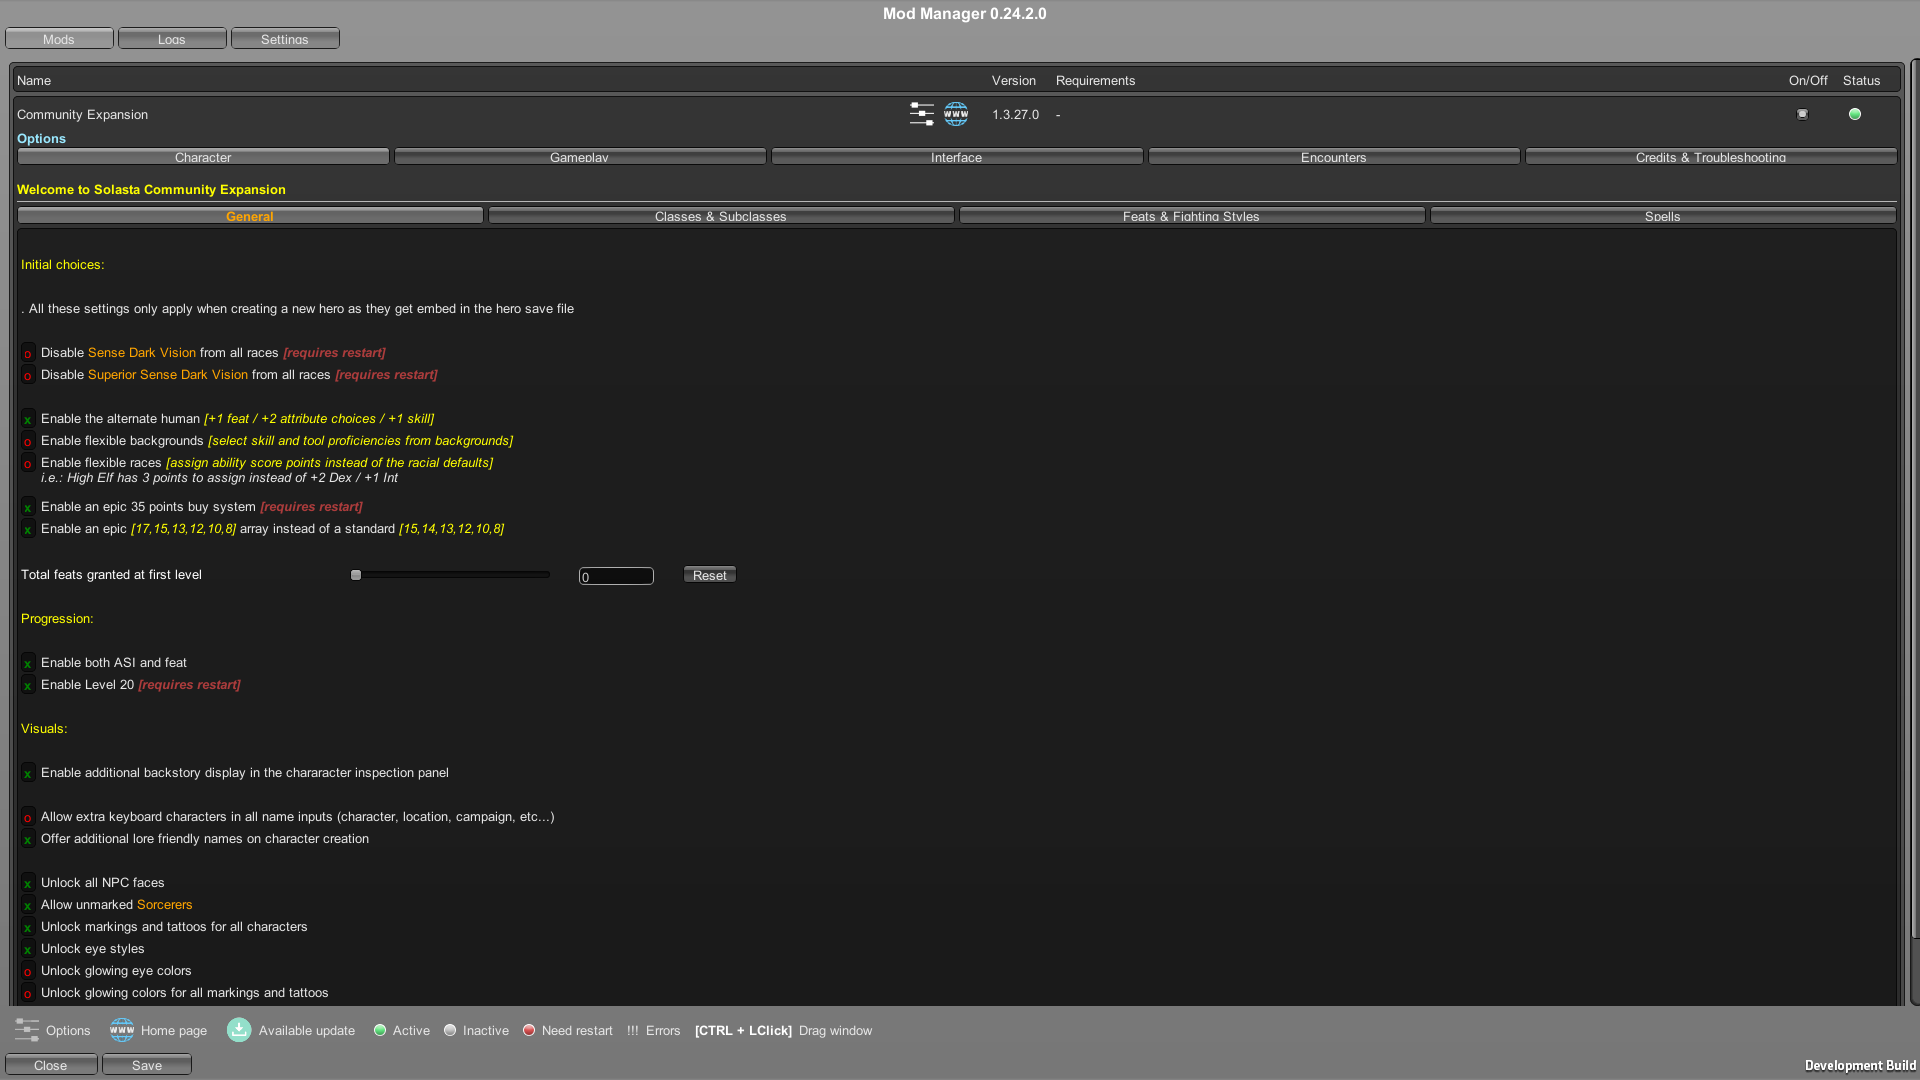 Mod Manager 0.24.2.0
Mods Logs Settings
Name Version Requirements On/Off Status
Community Expansion WWW 1.3.27.0 -
Options
Character Gameplay Interface Encounters Credits & Troubleshooting
Welcome to Solasta Community Expansion
General Classes & Subclasses Feats & Fighting Styles Spells
Initial choices:
. All these settings only apply when creating a new hero as they get embed in the hero save file
o Disable Sense Dark Vision from all races [requires restart]
o Disable Superior Sense Dark Vision from all races [requires restart]
x Enable the alternate human [+1 feat / +2 attribute choices / +1 skill]
o Enable flexible backgrounds [select skill and tool proficiencies from backgrounds]
o Enable flexible races [assign ability score points instead of the racial defaults]
i.e.: High Elf has 3 points to assign instead of +2 Dex / +1 Int
x Enable an epic 35 points buy system [requires restart]
x Enable an epic [17,15,13,12,10,8] array instead of a standard [15,14,13,12,10,8]
Total feats granted at first level 0 Reset
Progression:
x Enable both ASI and feat
x Enable Level 20 [requires restart]
Visuals:
x Enable additional backstory display in the chararacter inspection panel
o Allow extra keyboard characters in all name inputs (character, location, campaign, etc...)
x Offer additional lore friendly names on character creation
x Unlock all NPC faces
x Allow unmarked Sorcerers
x Unlock markings and tattoos for all characters
x Unlock eye styles
o Unlock glowing eye colors
o Unlock glowing colors for all markings and tattoos
Options WWW Home page Available update Active Inactive Need restart !!! Errors [CTRL + LClick] Drag window
Close Save
Development Build